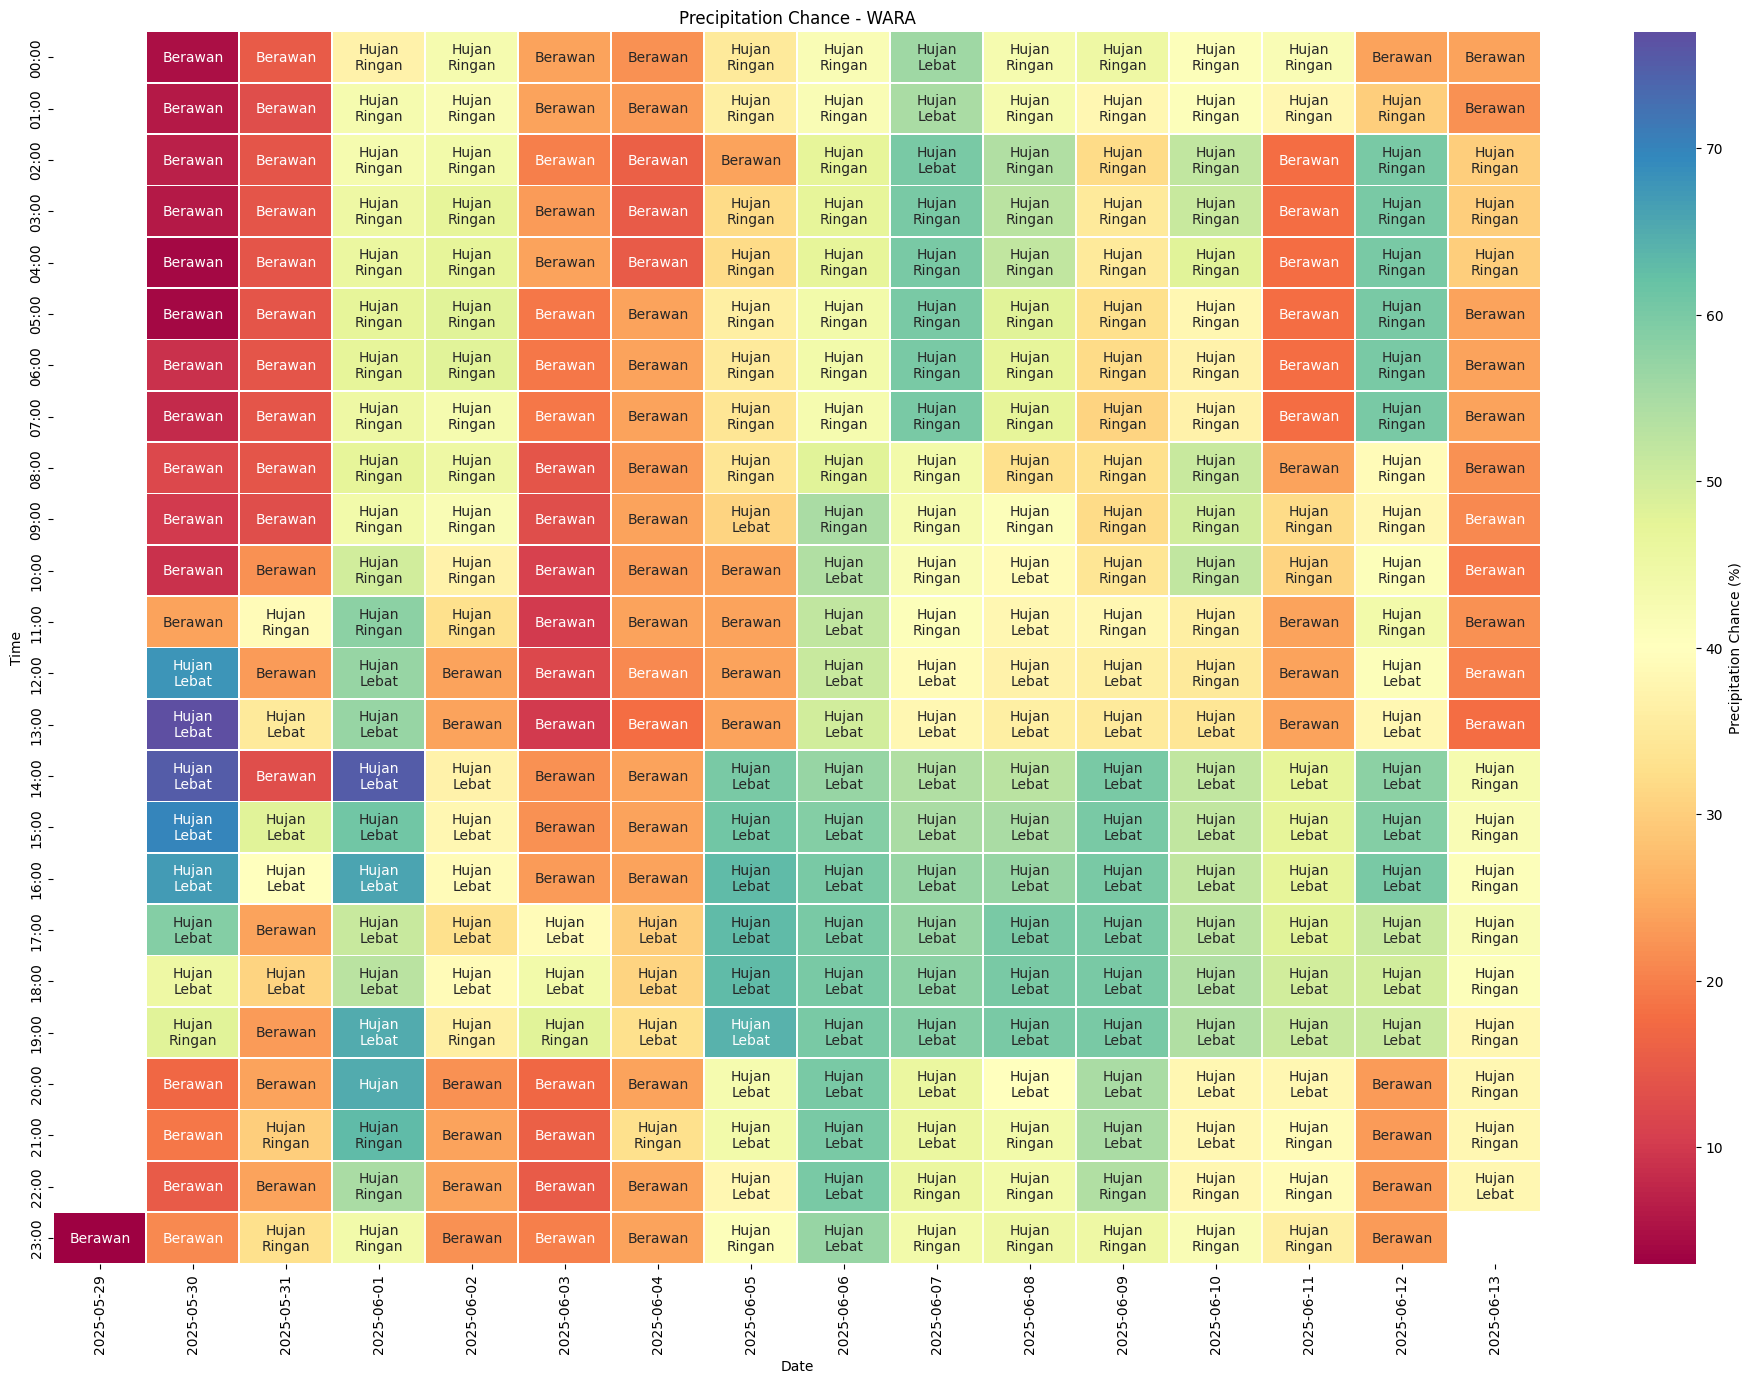 Precipitation Chance - WARA
Time
00:00 Berawan Berawan Hujan Ringan Hujan Ringan Berawan Berawan Hujan Ringan Hujan Ringan Hujan Lebat Hujan Ringan Hujan Ringan Hujan Ringan Hujan Ringan Berawan Berawan
01:00 Berawan Berawan Hujan Ringan Hujan Ringan Berawan Berawan Hujan Ringan Hujan Ringan Hujan Lebat Hujan Ringan Hujan Ringan Hujan Ringan Hujan Ringan Hujan Ringan Berawan
02:00 Berawan Berawan Hujan Ringan Hujan Ringan Berawan Berawan Berawan Hujan Ringan Hujan Lebat Hujan Ringan Hujan Ringan Hujan Ringan Berawan Hujan Ringan Hujan Ringan
03:00 Berawan Berawan Hujan Ringan Hujan Ringan Berawan Berawan Hujan Ringan Hujan Ringan Hujan Ringan Hujan Ringan Hujan Ringan Hujan Ringan Berawan Hujan Ringan Hujan Ringan
04:00 Berawan Berawan Hujan Ringan Hujan Ringan Berawan Berawan Hujan Ringan Hujan Ringan Hujan Ringan Hujan Ringan Hujan Ringan Hujan Ringan Berawan Hujan Ringan Hujan Ringan
05:00 Berawan Berawan Hujan Ringan Hujan Ringan Berawan Berawan Hujan Ringan Hujan Ringan Hujan Ringan Hujan Ringan Hujan Ringan Hujan Ringan Berawan Hujan Ringan Berawan
06:00 Berawan Berawan Hujan Ringan Hujan Ringan Berawan Berawan Hujan Ringan Hujan Ringan Hujan Ringan Hujan Ringan Hujan Ringan Hujan Ringan Berawan Hujan Ringan Berawan
07:00 Berawan Berawan Hujan Ringan Hujan Ringan Berawan Berawan Hujan Ringan Hujan Ringan Hujan Ringan Hujan Ringan Hujan Ringan Hujan Ringan Berawan Hujan Ringan Berawan
08:00 Berawan Berawan Hujan Ringan Hujan Ringan Berawan Berawan Hujan Ringan Hujan Ringan Hujan Ringan Hujan Ringan Hujan Ringan Hujan Ringan Berawan Hujan Ringan Berawan
09:00 Berawan Berawan Hujan Ringan Hujan Ringan Berawan Berawan Hujan Lebat Hujan Ringan Hujan Ringan Hujan Ringan Hujan Ringan Hujan Ringan Hujan Ringan Hujan Ringan Berawan
10:00 Berawan Berawan Hujan Ringan Hujan Ringan Berawan Berawan Berawan Hujan Lebat Hujan Ringan Hujan Lebat Hujan Ringan Hujan Ringan Hujan Ringan Hujan Ringan Berawan
11:00 Berawan Hujan Ringan Hujan Ringan Hujan Ringan Berawan Berawan Berawan Hujan Lebat Hujan Ringan Hujan Lebat Hujan Ringan Hujan Ringan Berawan Hujan Ringan Berawan
12:00 Hujan Lebat Berawan Hujan Lebat Berawan Berawan Berawan Berawan Hujan Lebat Hujan Lebat Hujan Lebat Hujan Lebat Hujan Ringan Berawan Hujan Lebat Berawan
13:00 Hujan Lebat Hujan Lebat Hujan Lebat Berawan Berawan Berawan Berawan Hujan Lebat Hujan Lebat Hujan Lebat Hujan Lebat Hujan Lebat Berawan Hujan Lebat Berawan
14:00 Hujan Lebat Berawan Hujan Lebat Hujan Lebat Berawan Berawan Hujan Lebat Hujan Lebat Hujan Lebat Hujan Lebat Hujan Lebat Hujan Lebat Hujan Lebat Hujan Lebat Hujan Ringan
15:00 Hujan Lebat Hujan Lebat Hujan Lebat Hujan Lebat Berawan Berawan Hujan Lebat Hujan Lebat Hujan Lebat Hujan Lebat Hujan Lebat Hujan Lebat Hujan Lebat Hujan Lebat Hujan Ringan
16:00 Hujan Lebat Hujan Lebat Hujan Lebat Hujan Lebat Berawan Berawan Hujan Lebat Hujan Lebat Hujan Lebat Hujan Lebat Hujan Lebat Hujan Lebat Hujan Lebat Hujan Lebat Hujan Ringan
17:00 Hujan Lebat Berawan Hujan Lebat Hujan Lebat Hujan Lebat Hujan Lebat Hujan Lebat Hujan Lebat Hujan Lebat Hujan Lebat Hujan Lebat Hujan Lebat Hujan Lebat Hujan Lebat Hujan Ringan
18:00 Hujan Lebat Hujan Lebat Hujan Lebat Hujan Lebat Hujan Lebat Hujan Lebat Hujan Lebat Hujan Lebat Hujan Lebat Hujan Lebat Hujan Lebat Hujan Lebat Hujan Lebat Hujan Lebat Hujan Ringan
19:00 Hujan Ringan Berawan Hujan Lebat Hujan Ringan Hujan Ringan Hujan Lebat Hujan Lebat Hujan Lebat Hujan Lebat Hujan Lebat Hujan Lebat Hujan Lebat Hujan Lebat Hujan Lebat Hujan Ringan
20:00 Berawan Berawan Hujan Berawan Berawan Berawan Hujan Lebat Hujan Lebat Hujan Lebat Hujan Lebat Hujan Lebat Hujan Lebat Hujan Lebat Berawan Hujan Ringan
21:00 Berawan Hujan Ringan Hujan Ringan Berawan Berawan Hujan Ringan Hujan Lebat Hujan Lebat Hujan Lebat Hujan Ringan Hujan Lebat Hujan Lebat Hujan Ringan Berawan Hujan Ringan
22:00 Berawan Berawan Hujan Ringan Berawan Berawan Berawan Hujan Lebat Hujan Lebat Hujan Ringan Hujan Ringan Hujan Ringan Hujan Ringan Hujan Ringan Berawan Hujan Lebat
23:00 Berawan Berawan Hujan Ringan Hujan Ringan Berawan Berawan Berawan Hujan Ringan Hujan Lebat Hujan Ringan Hujan Ringan Hujan Ringan Hujan Ringan Hujan Ringan Berawan
2025-05-29 2025-05-30 2025-05-31 2025-06-01 2025-06-02 2025-06-03 2025-06-04 2025-06-05 2025-06-06 2025-06-07 2025-06-08 2025-06-09 2025-06-10 2025-06-11 2025-06-12 2025-06-13
Date
70
60
50
40
30
20
10
Precipitation Chance (%)